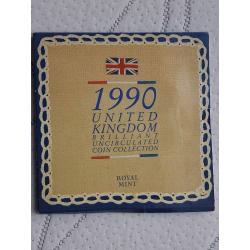 1990
UNITED
KINGDOM
BRILLIANT
UNCIRCULATED
COIN COLLECTION
ROYAL
MINT